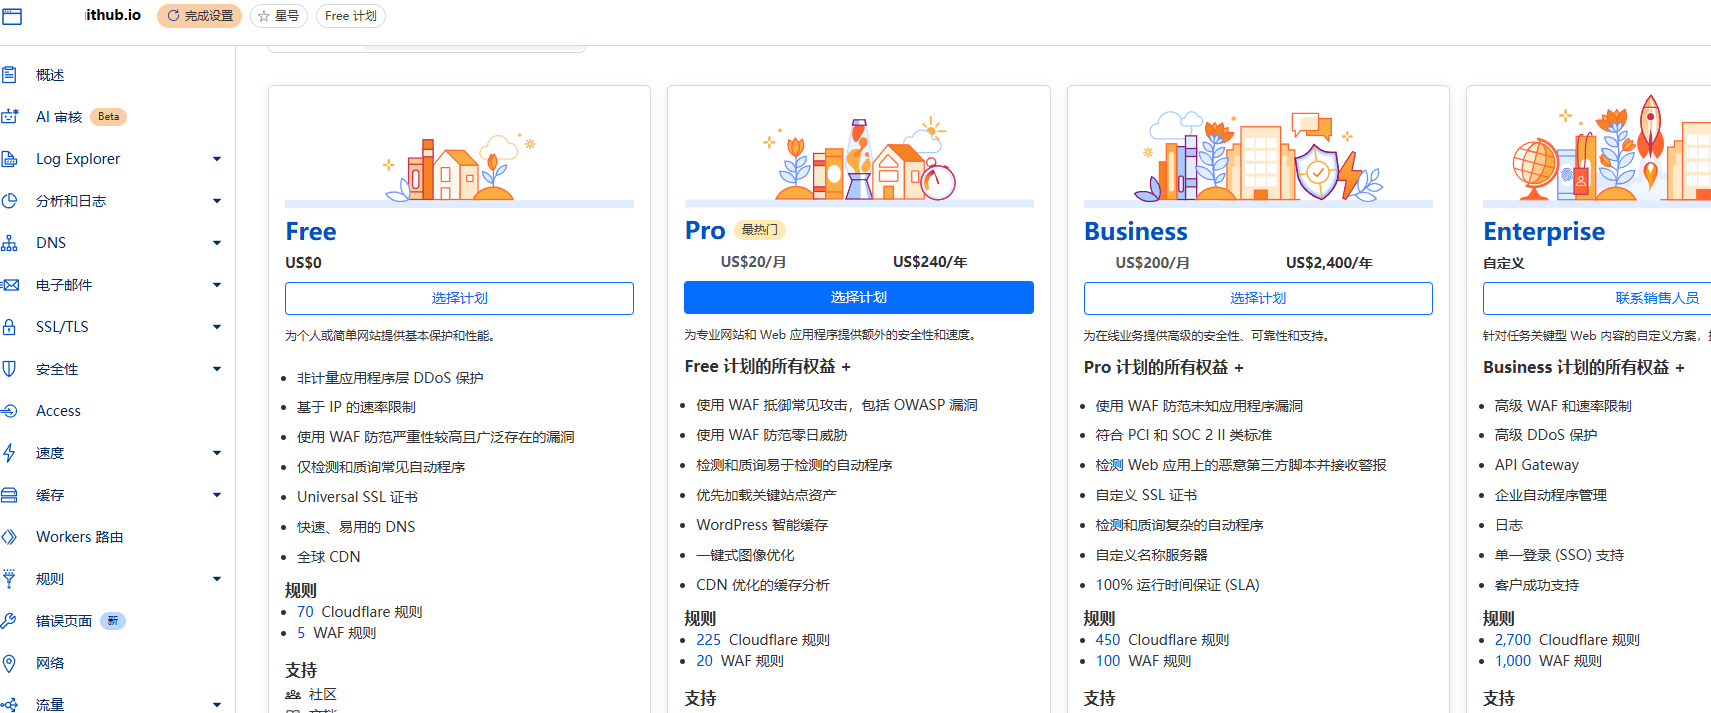 ithub.io 完成设置 星号 Free 计划
概述
AI 审核 Beta
Log Explorer
分析和日志
DNS
电子邮件
SSL/TLS
安全性
Access
速度
缓存
Workers 路由
规则
错误页面 新
网络
流量
Free
US$0
选择计划
为个人或简单网站提供基本保护和性能。
非计量应用程序层 DDoS 保护
基于 IP 的速率限制
使用 WAF 防范严重性较高且广泛存在的漏洞
仅检测和质询常见自动程序
Universal SSL 证书
快速、易用的 DNS
全球 CDN
规则
70 Cloudflare 规则
5 WAF 规则
支持
社区
Pro 最热门
US$20/月 US$240/年
选择计划
为专业网站和 Web 应用程序提供额外的安全性和速度。
Free 计划的所有权益 +
使用 WAF 抵御常见攻击，包括 OWASP 漏洞
使用 WAF 防范零日威胁
检测和质询易于检测的自动程序
优先加载关键站点资产
WordPress 智能缓存
一键式图像优化
CDN 优化的缓存分析
规则
225 Cloudflare 规则
20 WAF 规则
支持
Business
US$200/月 US$2,400/年
选择计划
为在线业务提供高级的安全性、可靠性和支持。
Pro 计划的所有权益 +
使用 WAF 防范未知应用程序漏洞
符合 PCI 和 SOC 2 II 类标准
检测 Web 应用上的恶意第三方脚本并接收警报
自定义 SSL 证书
检测和质询复杂的自动程序
自定义名称服务器
100% 运行时间保证 (SLA)
规则
450 Cloudflare 规则
100 WAF 规则
支持
Enterprise
自定义
联系销售人员
针对任务关键型 Web 内容的自定义方案，
Business 计划的所有权益 +
高级 WAF 和速率限制
高级 DDoS 保护
API Gateway
企业自动程序管理
日志
单一登录 (SSO) 支持
客户成功支持
规则
2,700 Cloudflare 规则
1,000 WAF 规则
支持